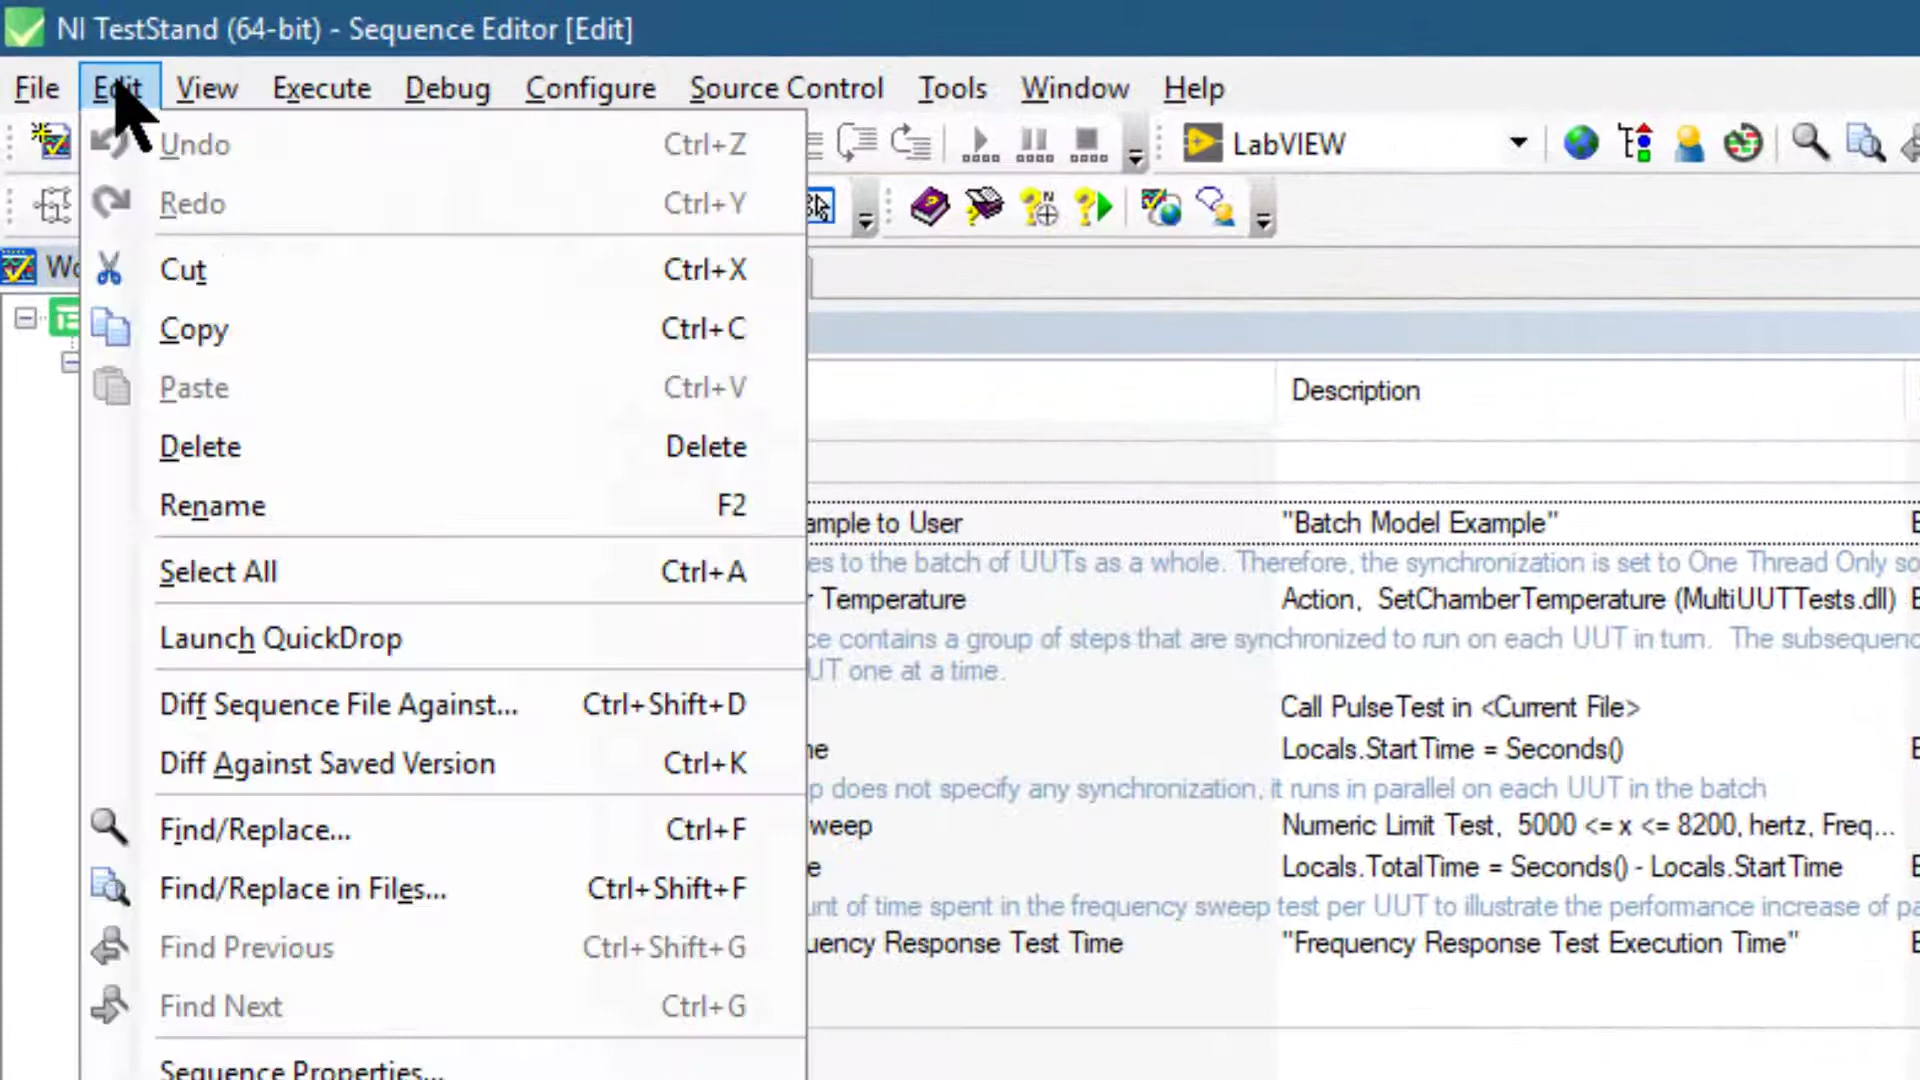 NI TestStand (64-bit) - Sequence Editor [Edit]
File Edit View Execute Debug Configure Source Control Tools Window Help
Undo Ctrl+Z
LabVIEW
Redo Ctrl+Y
Cut Ctrl+X
Copy Ctrl+C
Paste Ctrl+V
Description
Delete Delete
Rename F2
ample to User "Batch Model Example"
es to the batch of UUTs as a whole. Therefore, the synchronization is set to One Thread Only so
Select All Ctrl+A
r Temperature Action, SetChamberTemperature (MultiUUTTests.dll)
Launch QuickDrop
ce contains a group of steps that are synchronized to run on each UUT in turn. The subsequenc
UT one at a time.
Diff Sequence File Against... Ctrl+Shift+D
Call PulseTest in <Current File>
Diff Against Saved Version Ctrl+K
ne Locals.StartTime = Seconds()
p does not specify any synchronization, it runs in parallel on each UUT in the batch
Find/Replace... Ctrl+F
weep Numeric Limit Test, 5000 <= x <= 8200, hertz, Freq...
e Locals.TotalTime = Seconds() - Locals.StartTime
Find/Replace in Files... Ctrl+Shift+F
unt of time spent in the frequency sweep test per UUT to illustrate the performance increase of pa
Find Previous Ctrl+Shift+G
uency Response Test Time "Frequency Response Test Execution Time"
Find Next Ctrl+G
Sequence Properties...